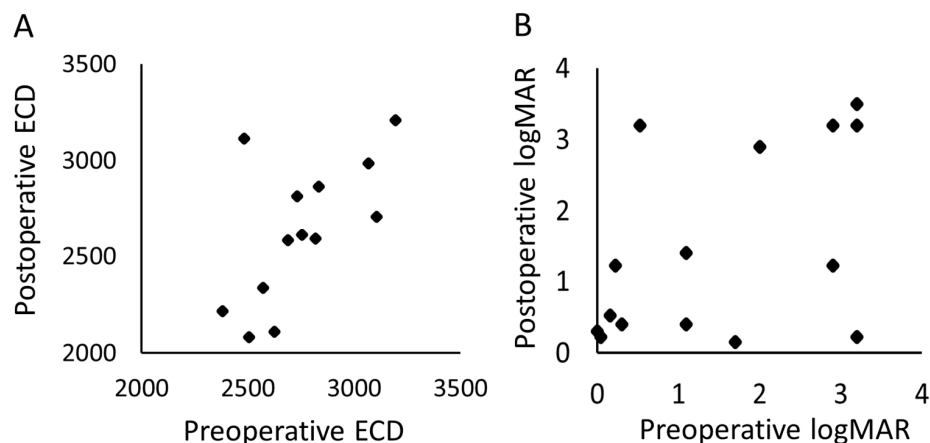 A
Postoperative ECD
3500
3000
2500
2000
2000 2500 3000 3500
Preoperative ECD
B
Postoperative logMAR
4
3
2
1
0
0 1 2 3 4
Preoperative logMAR